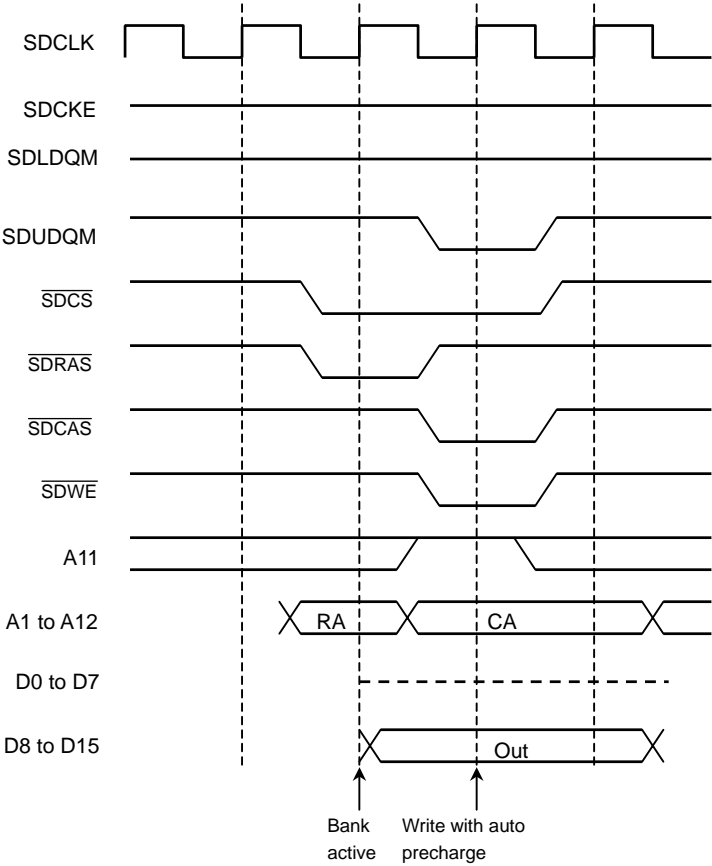 SDCLK
SDCKE
SDLDQM
SDUDQM
SDCS
SDRAS
SDCAS
SDWE
A11
A1 to A12
RA
CA
D0 to D7
D8 to D15
Out
Bank
active
Write with auto
precharge